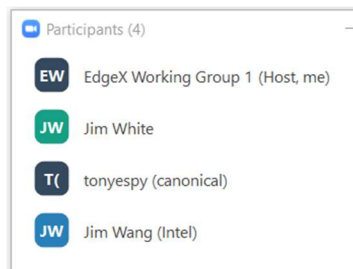 Participants (4)
EW EdgeX Working Group 1 (Host, me)
JW Jim White
T( tonyespy (canonical)
JW Jim Wang (Intel)